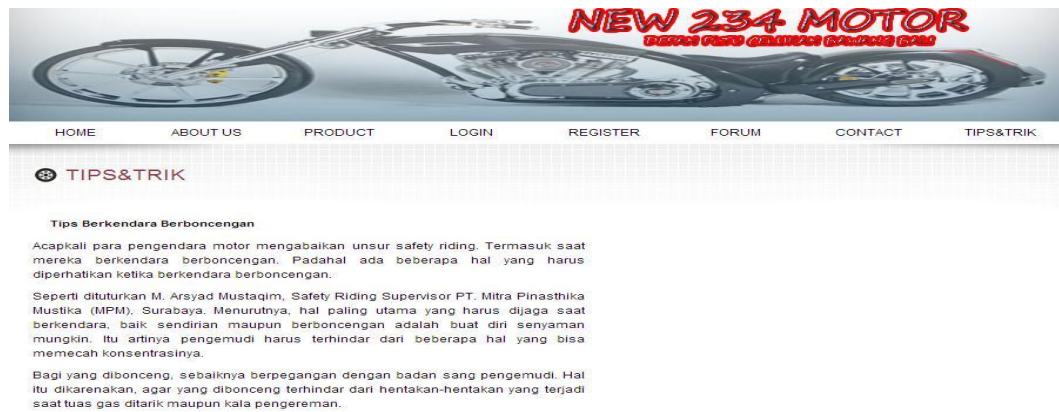 NEW 234 MOTOR
HOME ABOUT US PRODUCT LOGIN REGISTER FORUM CONTACT TIPS&TRIK
TIPS&TRIK
Tips Berkendara Berboncengan
Acapkali para pengendara motor mengabaikan unsur safety riding. Termasuk saat
mereka berkendara berboncengan. Padahal ada beberapa hal yang harus
diperhatikan ketika berkendara berboncengan.
Seperti dituturkan M. Arsyad Mustaqim, Safety Riding Supervisor PT. Mitra Pinasthika
Mustika (MPM), Surabaya. Menurutnya, hal paling utama yang harus dijaga saat
berkendara, baik sendirian maupun berboncengan adalah buat diri senyaman
mungkin. Itu artinya pengemudi harus terhindar dari beberapa hal yang bisa
memecah konsentrasinya.
Bagi yang dibonceng, sebaiknya berpegangan dengan badan sang pengemudi. Hal
itu dikarenakan, agar yang dibonceng terhindar dari hentakan-hentakan yang terjadi
saat tuas gas ditarik maupun kala pengereman.